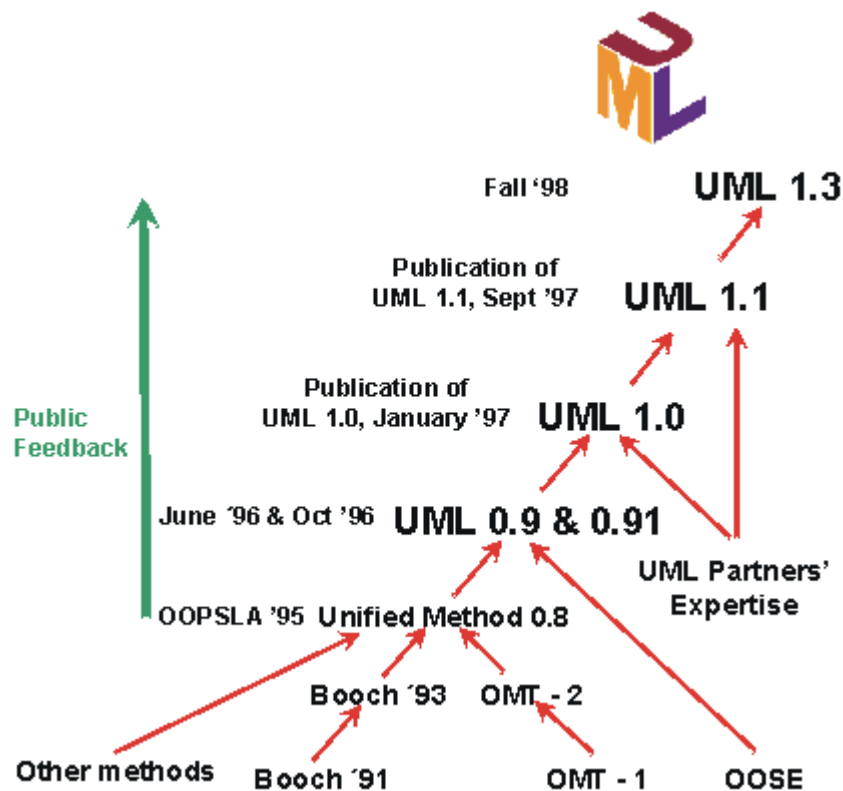 UML
Fall '98 UML 1.3
Publication of
UML 1.1, Sept '97 UML 1.1
Publication of
UML 1.0, January '97 UML 1.0
Public
Feedback
June ´96 & Oct '96 UML 0.9 & 0.91
UML Partners'
Expertise
OOPSLA ´95 Unified Method 0.8
Booch ´93 OMT - 2
Other methods Booch ´91 OMT - 1 OOSE